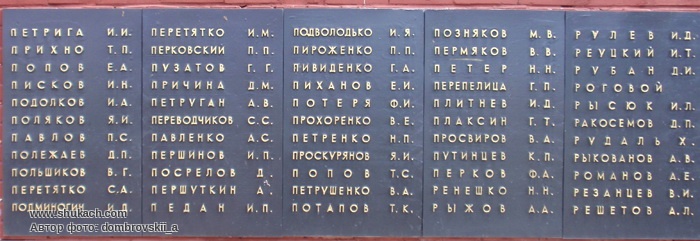 ПЕТРИГА И.И.
ПРИХНО Т.П.
ПОПОВ Е.А.
ПИСКОВ И.Н.
ПОДОЛКОВ И.А.
ПОЛЯКОВ Я.И.
ПАВЛОВ П.С.
ПОЛЕЖАЕВ Д.П.
ПОЛЬШИКОВ В.Г.
ПЕРЕТЯТКО С.А.
ПОДМИНОГИН И.Д.
ПЕРЕТЯТКО И.М.
ПЕРКОВСКИЙ П.П.
ПУЗАТОВ Г.Г.
ПРИЧИНА Д.М.
ПЕТРУГАН А.В.
ПЕРЕВОДЧИКОВ С.С.
ПАВЛЕНКО А.С.
ПЕРШИНОВ И.П.
ПОСРЕЛОВ Д.
ПЕРШУТКИН А.
ПЕДАН И.П.
ПОДВОЛОДЬКО И.Я.
ПИРОЖЕНКО П.П.
ПИВИДЕНКО Г.А.
ПИХАНОВ Е.И.
ПОТЕРЯ Ф.И.
ПРОХОРЕНКО В.Е.
ПЕТРЕНКО Н.П.
ПРОСКУРЯНОВ Я.И.
ПОПОВ Т.С.
ПЕТРУШЕНКО В.А.
ПОТАПОВ Т.К.
ПОЗНЯКОВ М.В.
ПЕРМЯКОВ В.В.
ПЕТЕР Н.Н.
ПЕРЕПЕЛИЦА Г.П.
ПЛИТНЕВ И.Д.
ПЛАКСИН Г.Т.
ПРОСВИРОВ В.А.
ПУТИНЦЕВ К.П.
ПЕРКОВ Ф.А.
РЕНЕШКО Н.Н.
РЫЖОВ А.А.
РУЛЕВ И.Д.
РЕУЦКИЙ И.Т.
РУБАН Д.И
РОГОВОЙ
РЫСЮК И.П.
РАКОСЕМОВ Д.П.
РУДАЛЬ Х.
РЫКОВАНОВ А.В.
РОМАНОВ А.Е.
РЕЗАНЦЕВ В.И.
РЕШЕТОВ А.Л.
www.shukach.com
Автор фото: dombrovskii_a